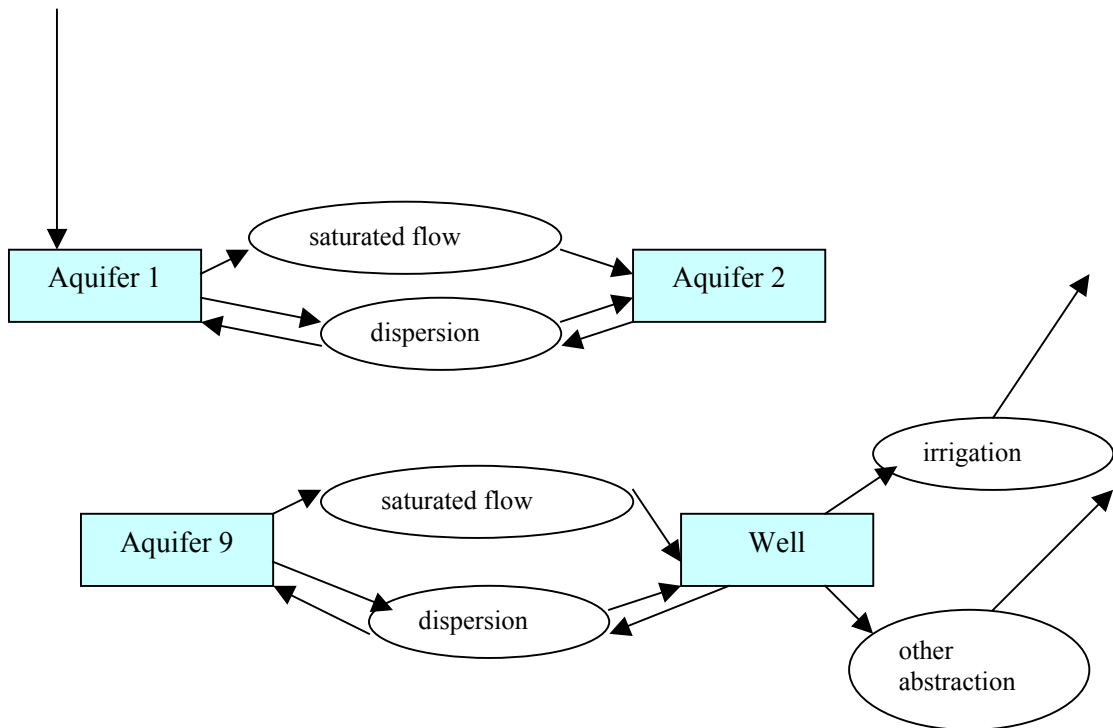 saturated flow
Aquifer 1
Aquifer 2
dispersion
irrigation
saturated flow
Aquifer 9
Well
dispersion
other
abstraction